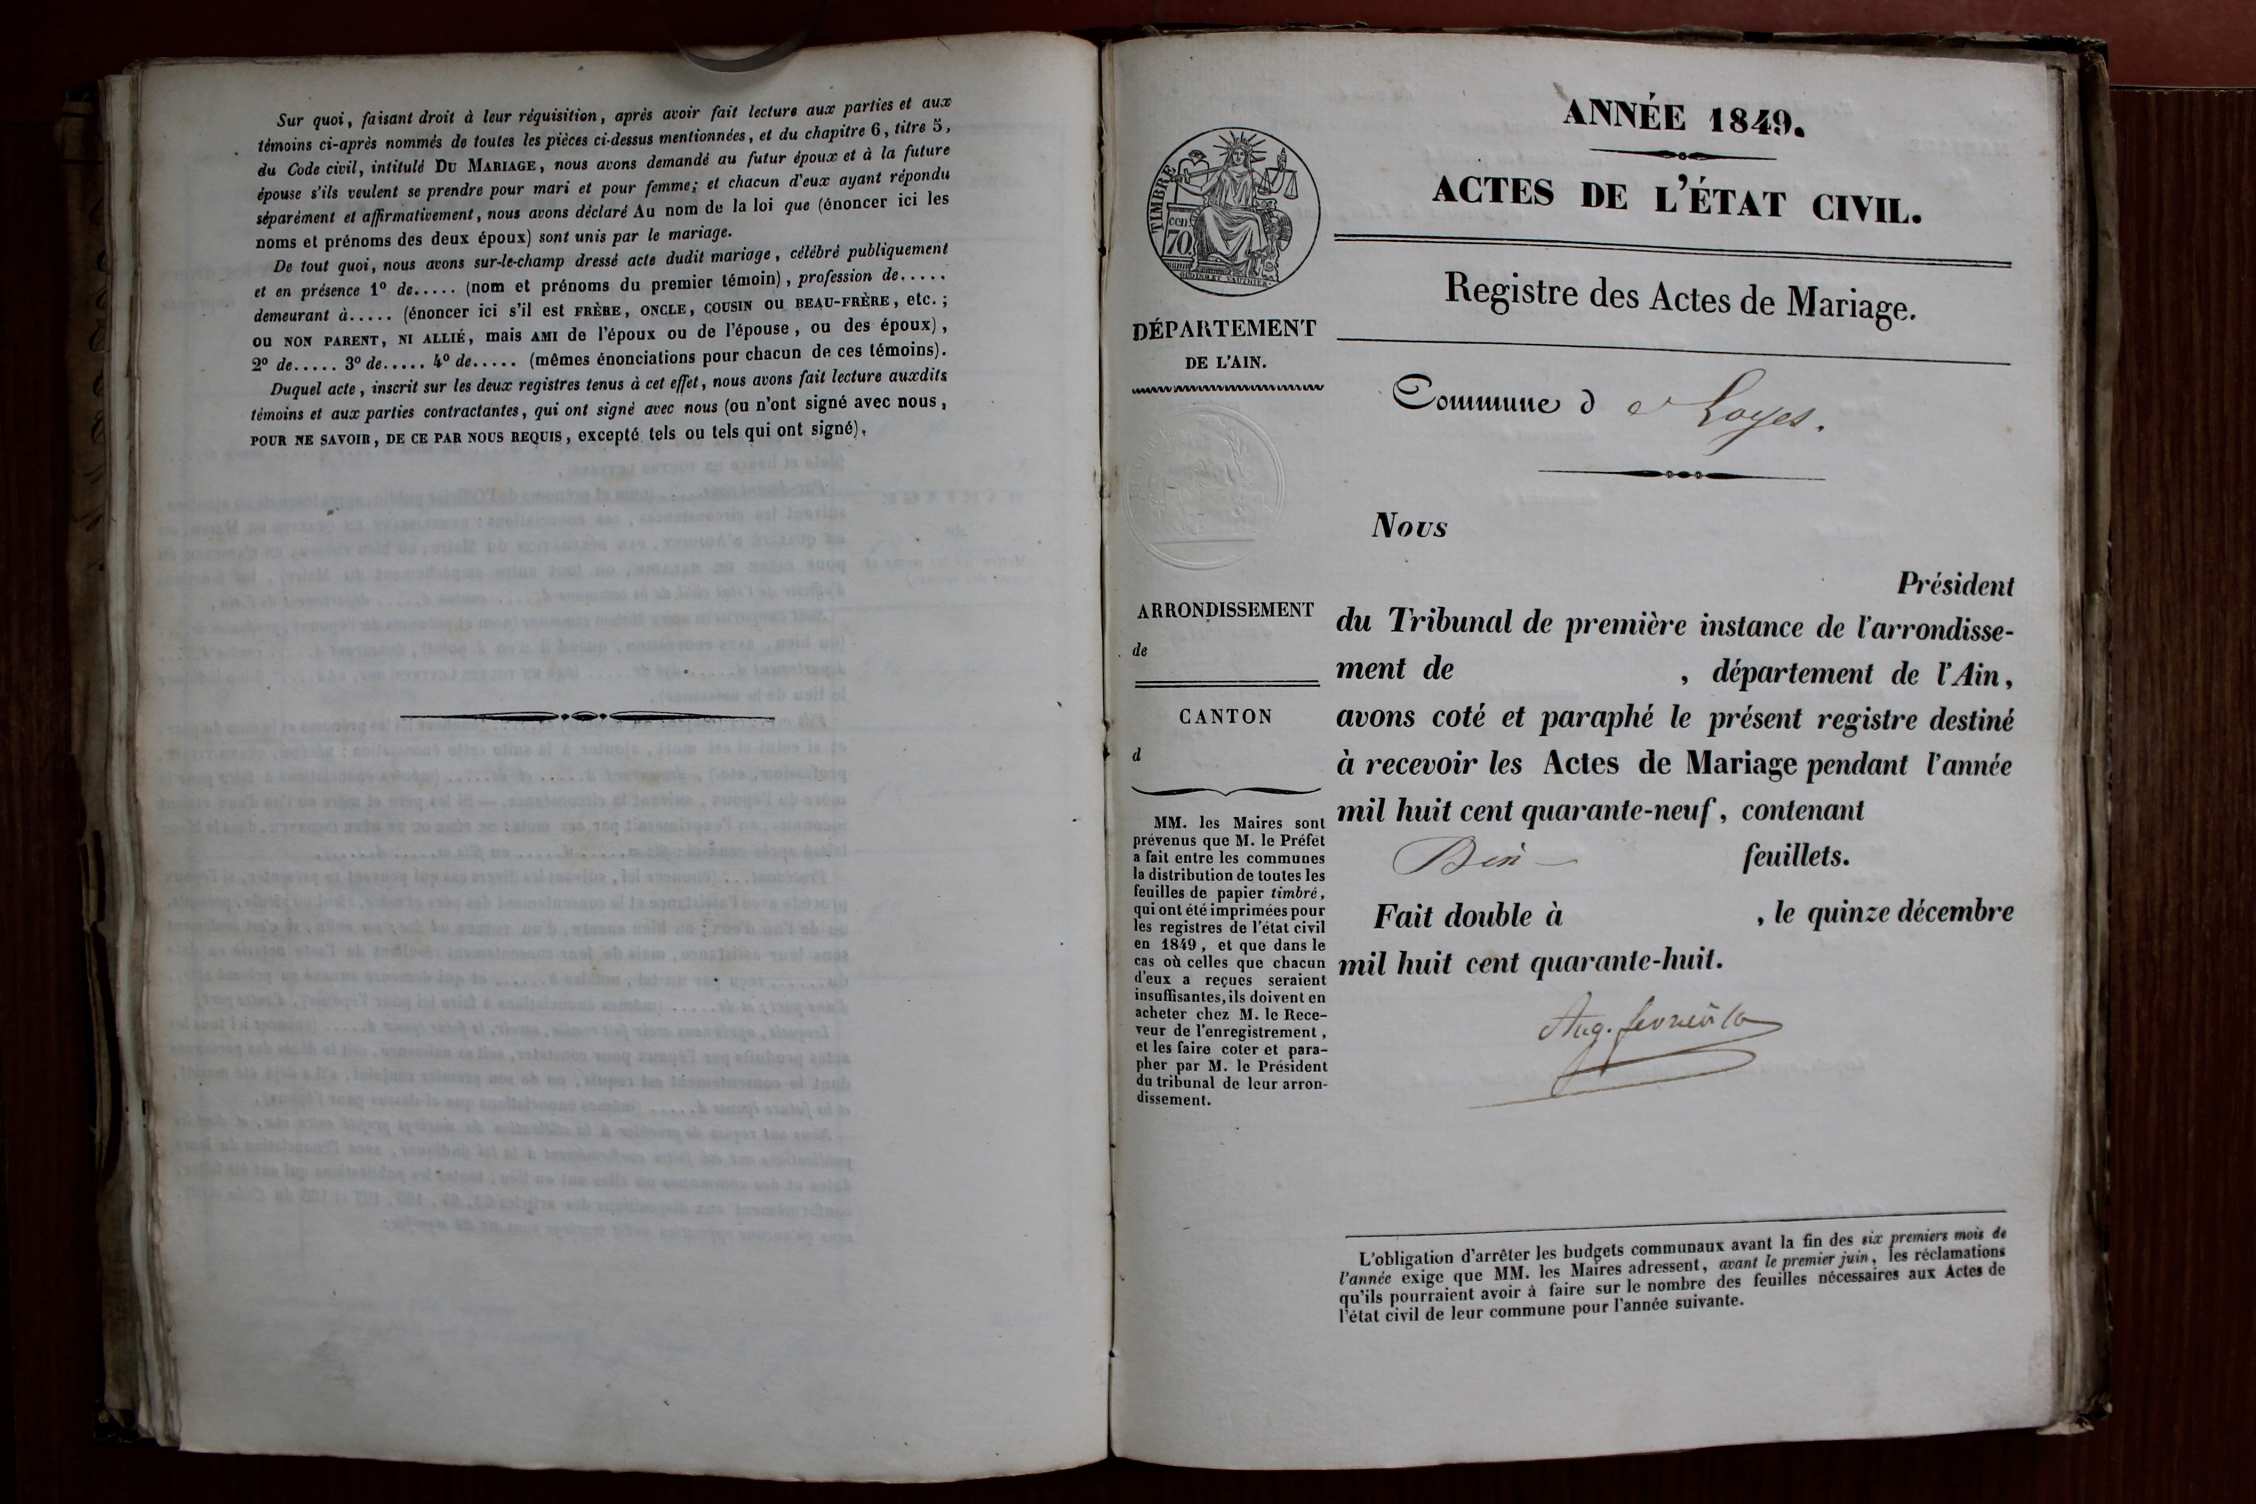 Sur quoi, faisant droit à leur réquisition, après avoir fait lecture aux parties et aux
témoins ci-après nommés de toutes les pièces ci-dessus mentionnées, et du chapitre 6, titre 5,
du Code civil, intitulé DU MARIAGE, nous avons demandé au futur époux et à la future
épouse s'ils veulent se prendre pour mari et pour femme; et chacun d'eux ayant répondu
séparément et affirmativement, nous avons déclaré Au nom de la loi que (énoncer ici les
noms et prénoms des deux époux) sont unis par le mariage.
De tout quoi, nous avons sur-le-champ dressé acte dudit mariage, célébré publiquement
et en présence 1º de..... (nom et prénoms du premier témoin), profession de.....
demeurant à..... (énoncer ici s'il est FRÈRE, ONCLE, COUSIN OU BEAU-FRÈRE, etc.;
OU NON PARENT, NI ALLIÉ, mais AMI de l'époux ou de l'épouse, ou des époux),
2º de..... 3º de..... 4º de..... (mêmes énonciations pour chacun de ces témoins).
Duquel acte, inscrit sur les deux registres tenus à cet effet, nous avons fait lecture auxdits
témoins et aux parties contractantes, qui ont signé avec nous (ou n'ont signé avec nous,
POUR NE SAVOIR, DE CE PAR NOUS REQUIS, excepté tels ou tels qui ont signé),
ANNÉE 1849.
ACTES DE L'ÉTAT CIVIL.
Registre des Actes de Mariage.
TIMBRE
cen.
70
DÉPARTEMENT
DE L'AIN.
Commune de Loyes.
ARRONDISSEMENT
de
CANTON
d
MM. les Maires sont
prévenus que M. le Préfet
a fait entre les communes
la distribution de toutes les
feuilles de papier timbré,
qui ont été imprimées pour
les registres de l'état civil
en 1849, et que dans le
cas où celles que chacun
d'eux a reçues seraient
insuffisantes, ils doivent en
acheter chez M. le Rece-
veur de l'enregistrement,
et les faire coter et para-
pher par M. le Président
du tribunal de leur arron-
dissement.
Nous
Président
du Tribunal de première instance de l'arrondisse-
ment de , département de l'Ain,
avons coté et paraphé le présent registre destiné
à recevoir les Actes de Mariage pendant l'année
mil huit cent quarante-neuf, contenant
feuillets.
Fait double à , le quinze décembre
mil huit cent quarante-huit.
Aug.
L'obligation d'arrêter les budgets communaux avant la fin des six premiers mois de
l'année exige que MM. les Maires adressent, avant le premier juin, les réclamations
qu'ils pourraient avoir à faire sur le nombre des feuilles nécessaires aux Actes de
l'état civil de leur commune pour l'année suivante.